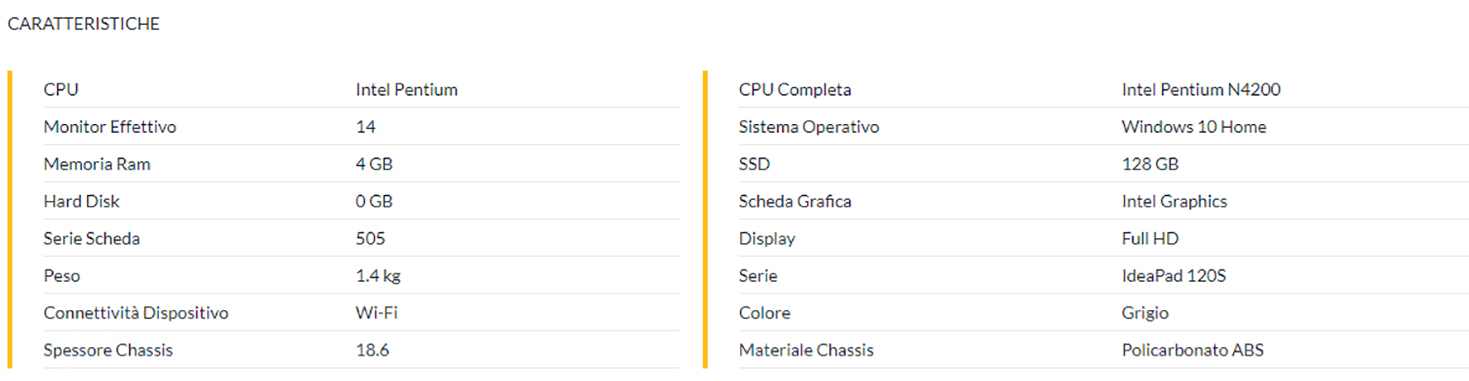 CARATTERISTICHE
CPU Intel Pentium
Monitor Effettivo 14
Memoria Ram 4 GB
Hard Disk 0 GB
Serie Scheda 505
Peso 1.4 kg
Connettività Dispositivo Wi-Fi
Spessore Chassis 18.6
CPU Completa Intel Pentium N4200
Sistema Operativo Windows 10 Home
SSD 128 GB
Scheda Grafica Intel Graphics
Display Full HD
Serie IdeaPad 120S
Colore Grigio
Materiale Chassis Policarbonato ABS